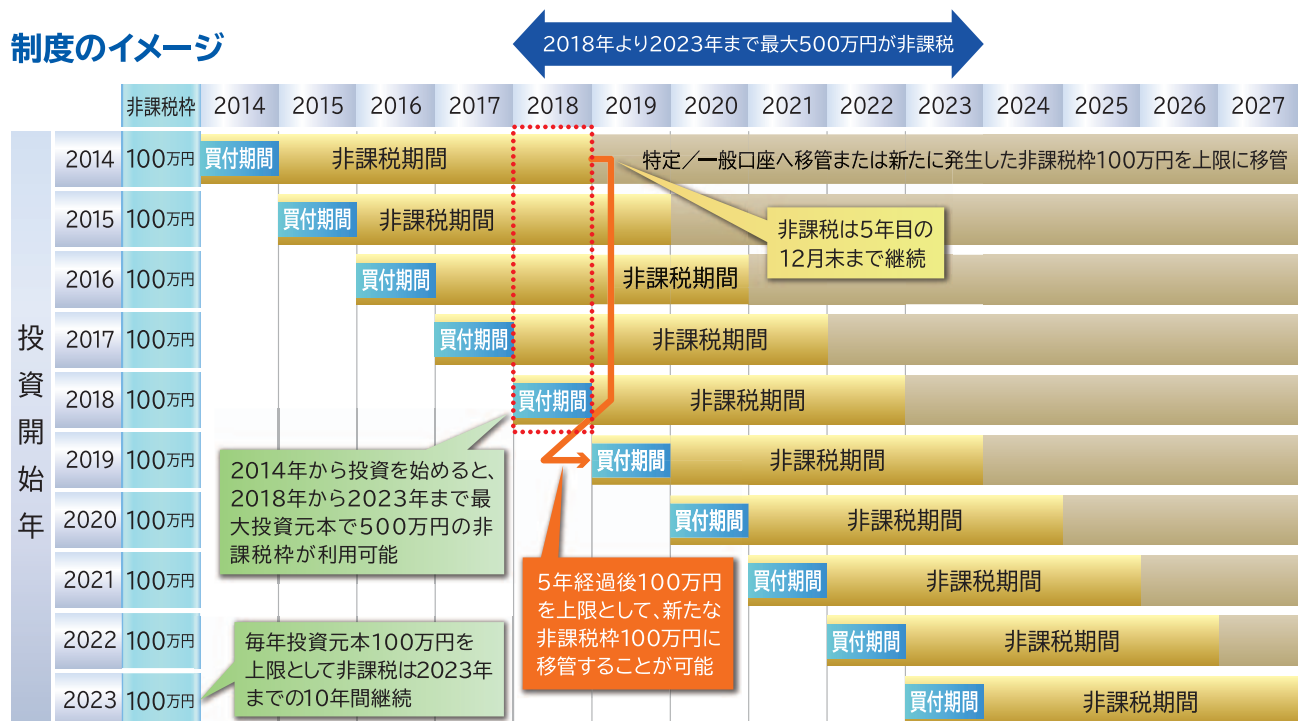 制度のイメージ
2018年より2023年まで最大500万円が非課税
非課税枠 2014 2015 2016 2017 2018 2019 2020 2021 2022 2023 2024 2025 2026 2027
投資開始年
2014 100万円 買付期間 非課税期間 特定／一般口座へ移管または新たに発生した非課税枠100万円を上限に移管
2015 100万円 買付期間 非課税期間
非課税は5年目の
12月末まで継続
2016 100万円 買付期間 非課税期間
2017 100万円 買付期間 非課税期間
2018 100万円 買付期間 非課税期間
2019 100万円 買付期間 非課税期間
2014年から投資を始めると、
2018年から2023年まで最
大投資元本で500万円の非
課税枠が利用可能
2020 100万円 買付期間 非課税期間
2021 100万円 買付期間 非課税期間
5年経過後100万円
を上限として、新たな
非課税枠100万円に
移管することが可能
2022 100万円 買付期間 非課税期間
毎年投資元本100万円を
上限として非課税は2023年
までの10年間継続
2023 100万円 買付期間 非課税期間